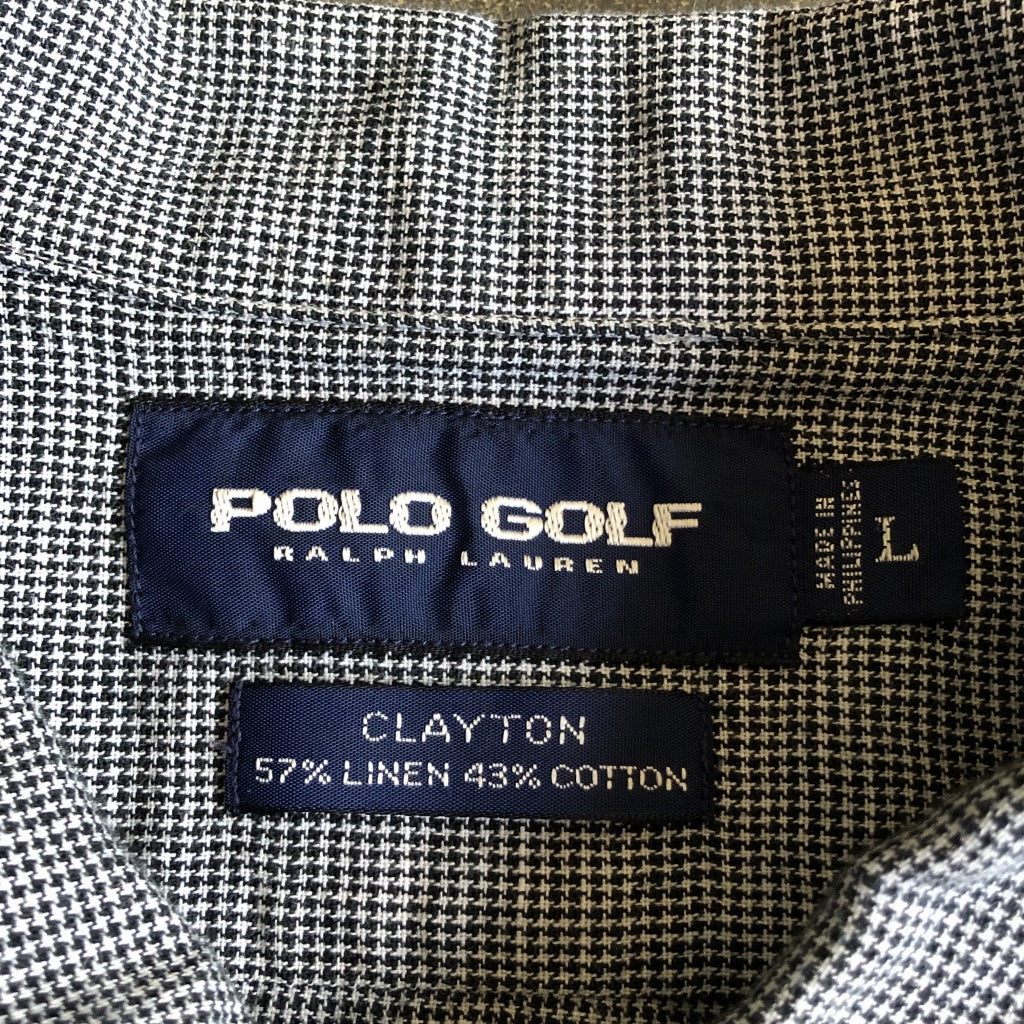 POLO GOLF
RALPH LAUREN
MADE IN
PHILIPPINES
L
CLAYTON
57% LINEN 43% COTTON